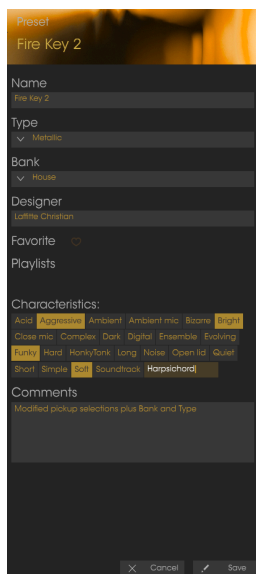 Preset
Fire Key 2
Name
Fire Key 2
Type
Metallic
Bank
House
Designer
Laffitte Christian
Favorite
Playlists
Characteristics:
Acid Aggressive Ambient Ambient mic Bizarre Bright
Close mic Complex Dark Digital Ensemble Evolving
Funky Hard HonkyTonk Long Noise Open lid Quiet
Short Simple Soft Soundtrack Harpsichord
Comments
Modified pickup selections plus Bank and Type
Cancel Save